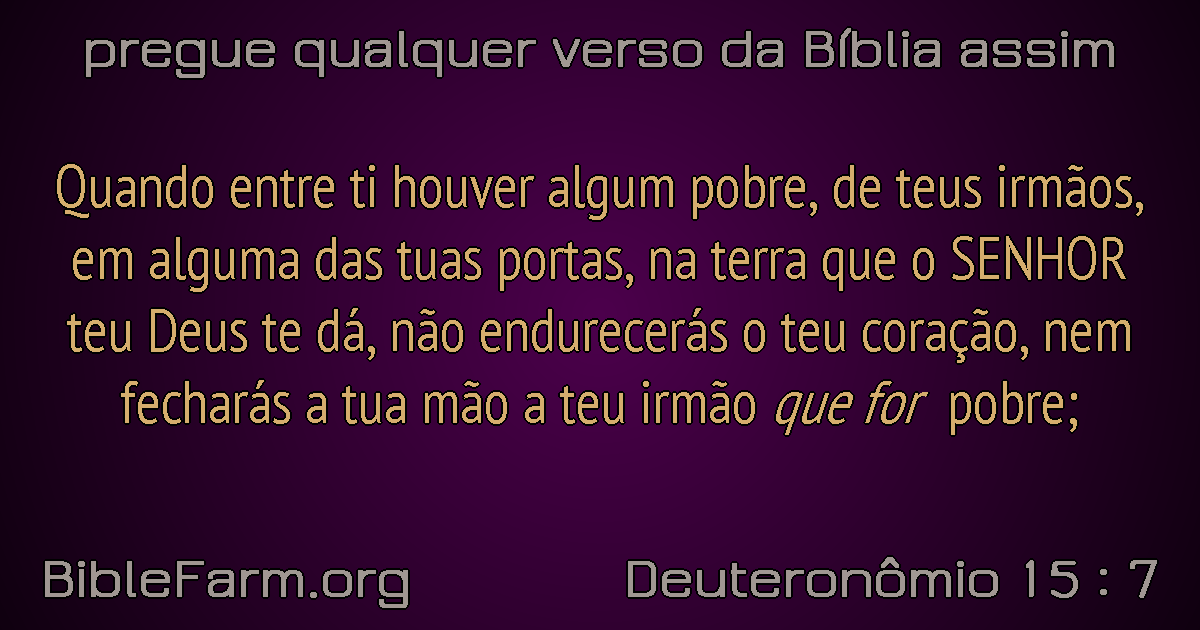 pregue qualquer verso da Bíblia assim
Quando entre ti houver algum pobre, de teus irmãos,
em alguma das tuas portas, na terra que o SENHOR
teu Deus te dá, não endurecerás o teu coração, nem
fecharás a tua mão a teu irmão que for pobre;
BibleFarm.org
Deuteronômio 15 : 7